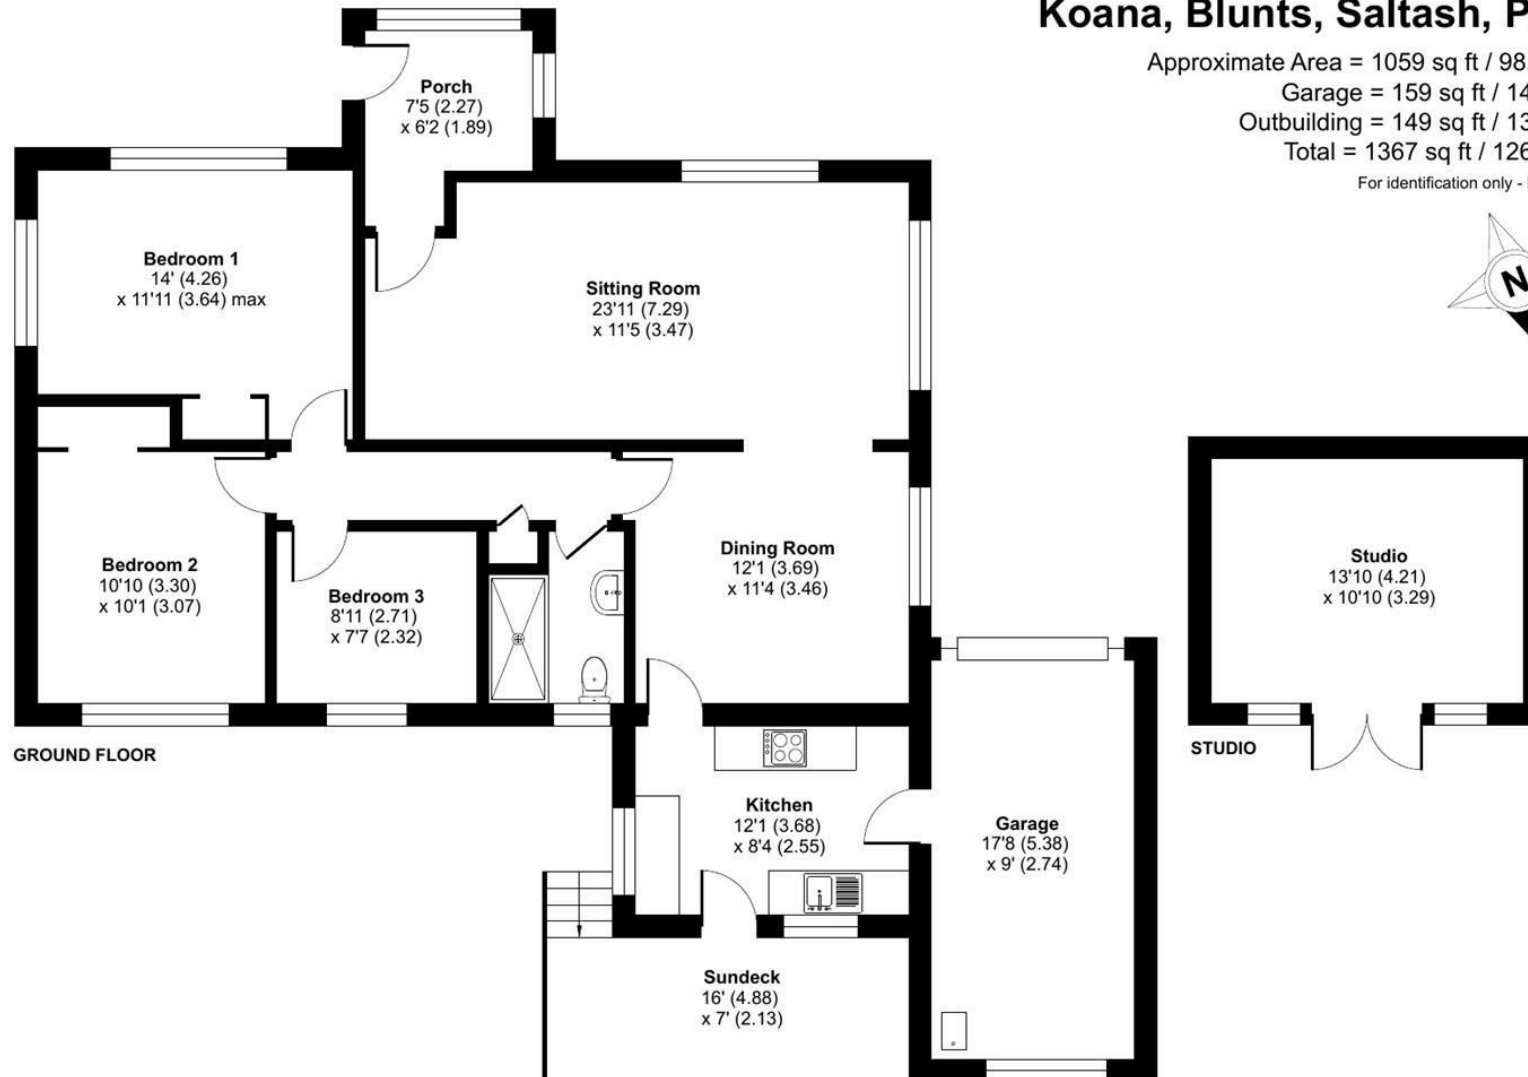 Koana, Blunts, Saltash, P
Approximate Area = 1059 sq ft / 98.
Garage = 159 sq ft / 14
Outbuilding = 149 sq ft / 13
Total = 1367 sq ft / 126
For identification only -
N
Porch
7'5 (2.27)
x 6'2 (1.89)
Bedroom 1
14' (4.26)
x 11'11 (3.64) max
Sitting Room
23'11 (7.29)
x 11'5 (3.47)
Bedroom 2
10'10 (3.30)
x 10'1 (3.07)
Bedroom 3
8'11 (2.71)
x 7'7 (2.32)
Dining Room
12'1 (3.69)
x 11'4 (3.46)
Studio
13'10 (4.21)
x 10'10 (3.29)
GROUND FLOOR
STUDIO
Kitchen
12'1 (3.68)
x 8'4 (2.55)
Garage
17'8 (5.38)
x 9' (2.74)
Sundeck
16' (4.88)
x 7' (2.13)